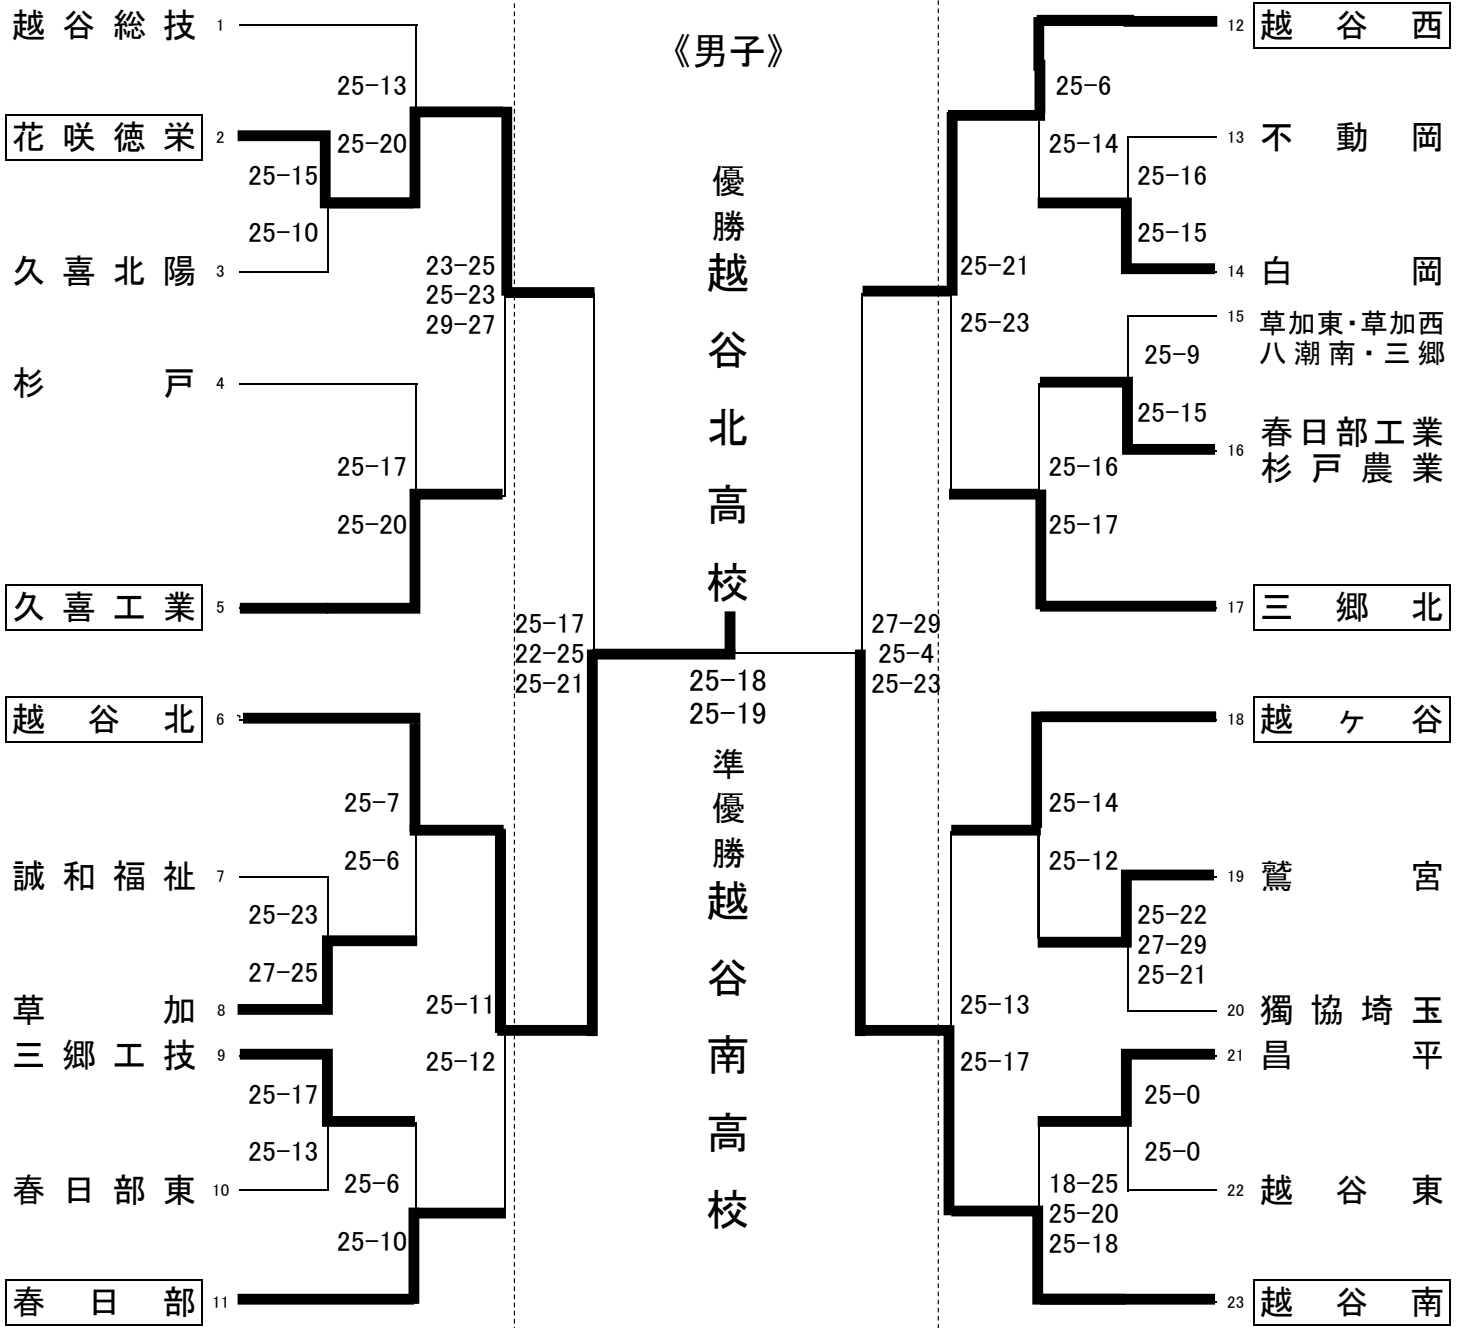 《男子》
越谷総技 1
25-13
25-20
花咲徳栄 2
25-15
25-10
久喜北陽 3
23-25
25-23
29-27
杉戸 4
25-17
25-20
久喜工業 5
25-17
22-25
25-21
越谷北 6
25-7
25-6
誠和福祉 7
25-23
27-25
草加 8
25-11
25-12
三郷工技 9
25-17
25-13
春日部東 10
25-6
25-10
春日部 11
優勝
越谷北高校
25-18
25-19
準優勝
越谷南高校
12 越谷西
25-6
25-14
13 不動岡
25-16
25-15
14 白岡
25-21
25-23
15 草加東・草加西
八潮南・三郷
25-9
25-15
16 春日部工業
杉戸農業
25-16
25-17
17 三郷北
27-29
25-4
25-23
18 越ヶ谷
25-14
25-12
19 鷲宮
25-22
27-29
25-21
20 獨協埼玉
25-13
25-17
21 昌平
25-0
25-0
22 越谷東
18-25
25-20
25-18
23 越谷南